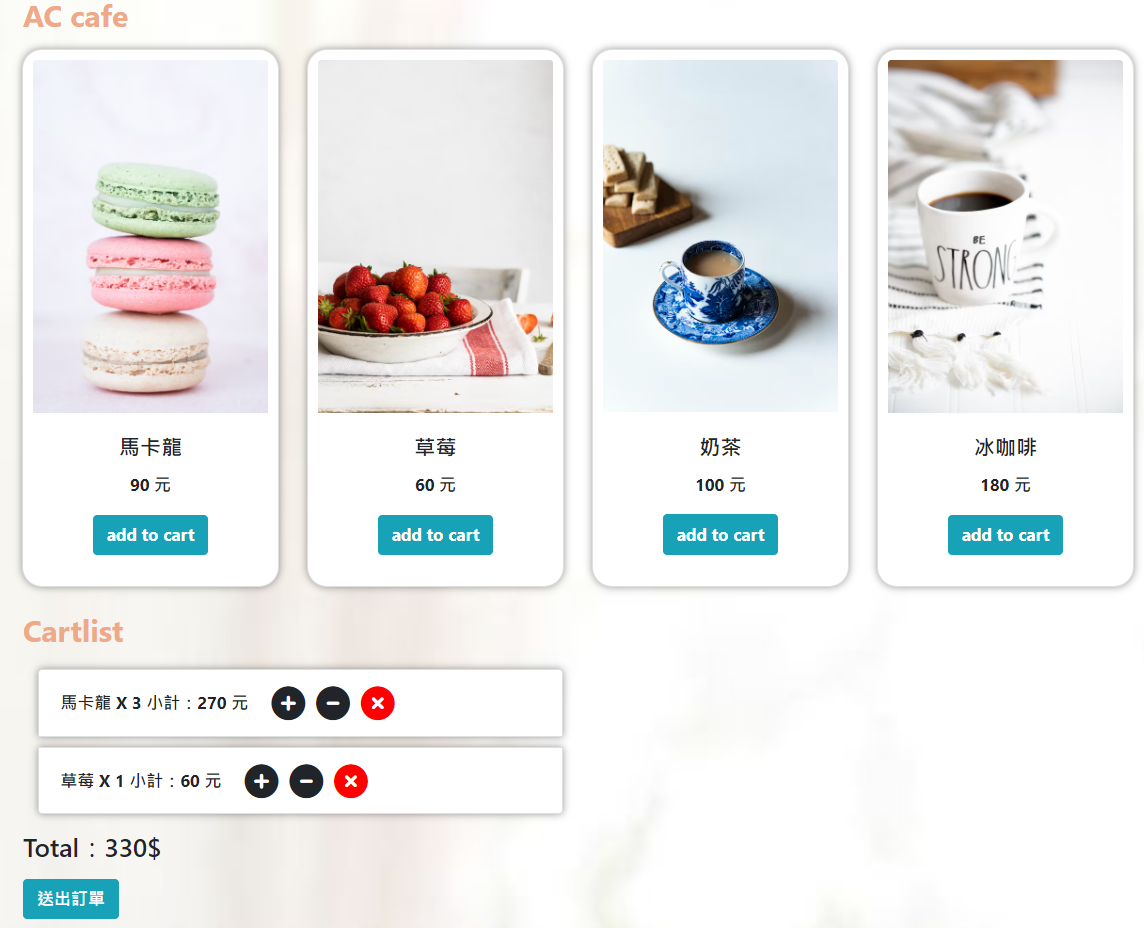 AC cafe
BE
STRONG
馬卡龍
草莓
奶茶
冰咖啡
90 元
60 元
100 元
180 元
add to cart
add to cart
add to cart
add to cart
Cartlist
馬卡龍 X 3 小計：270 元
草莓 X 1 小計：60 元
Total：330$
送出訂單